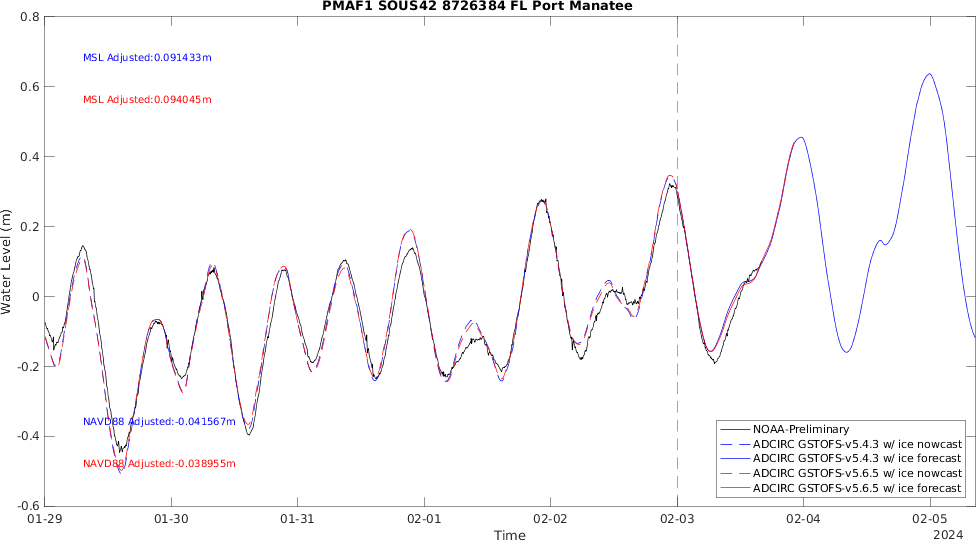 PMAF1 SOUS42 8726384 FL Port Manatee
0.8
0.6
0.4
0.2
0
-0.2
-0.4
-0.6
Water Level (m)
MSL Adjusted:0.091433m
MSL Adjusted:0.094045m
NAVD88 Adjusted:-0.041567m
NAVD88 Adjusted:-0.038955m
NOAA-Preliminary
ADCIRC GSTOFS-v5.4.3 w/ ice nowcast
ADCIRC GSTOFS-v5.4.3 w/ ice forecast
ADCIRC GSTOFS-v5.6.5 w/ ice nowcast
ADCIRC GSTOFS-v5.6.5 w/ ice forecast
01-29 01-30 01-31 02-01 02-02 02-03 02-04 02-05
Time
2024